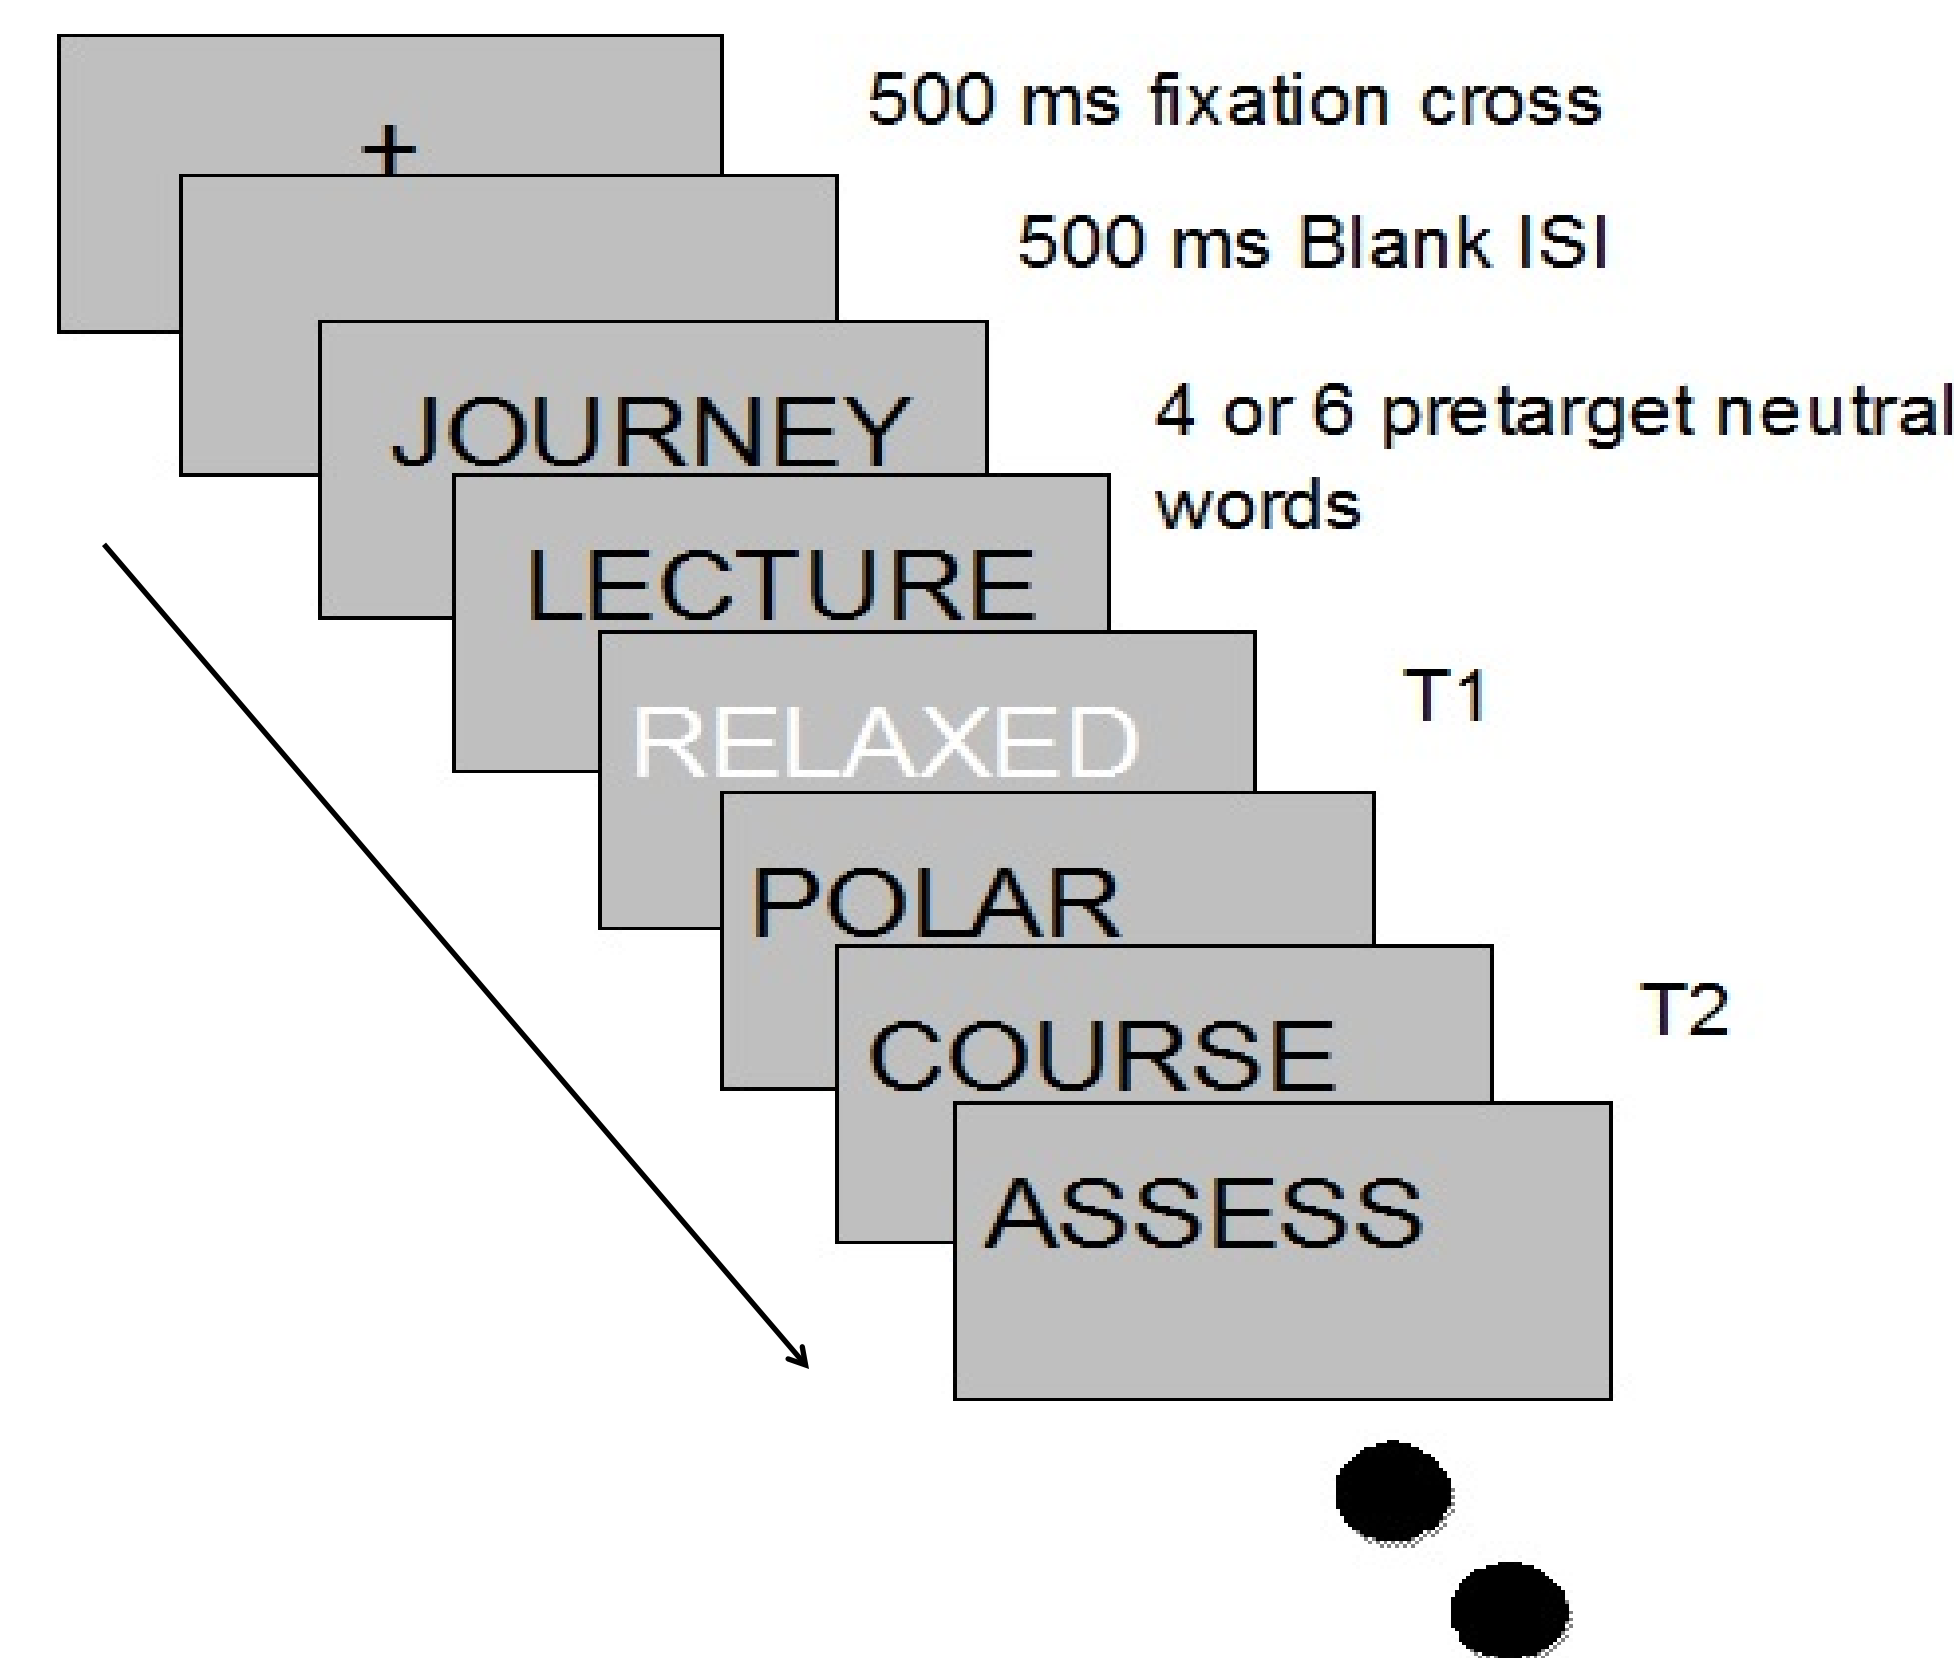 +
500 ms fixation cross
500 ms Blank ISI
JOURNEY
4 or 6 pretarget neutral
words
LECTURE
RELAXED
T1
POLAR
COURSE
T2
ASSESS